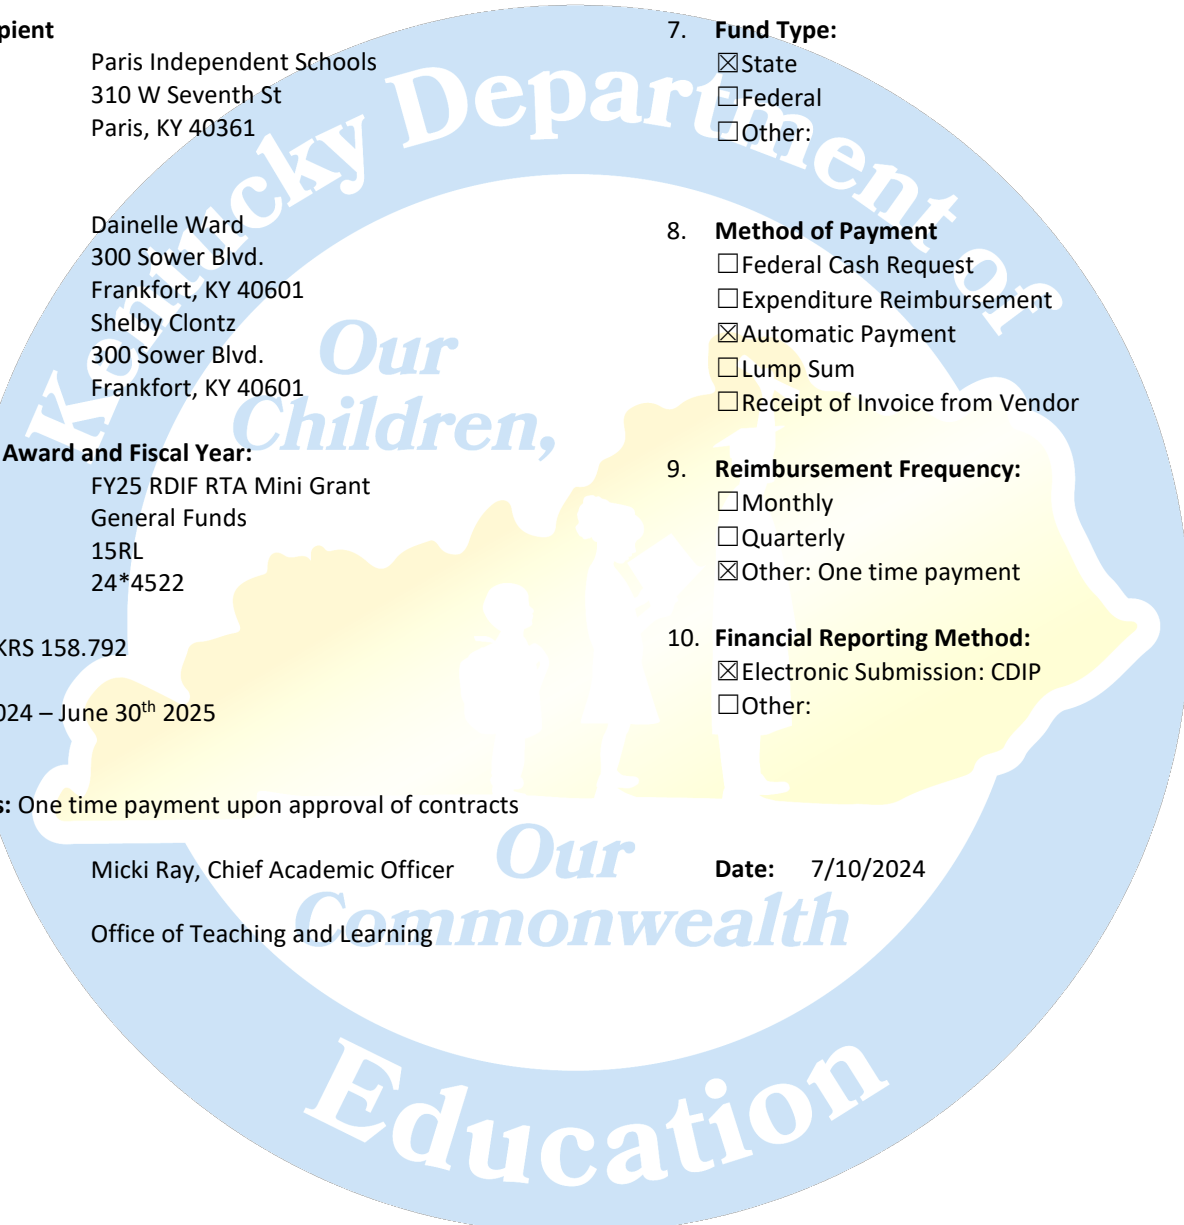 pient
Paris Independent Schools
310 W Seventh St
Paris, KY 40361
Dainelle Ward
300 Sower Blvd.
Frankfort, KY 40601
Shelby Clontz
300 Sower Blvd.
Frankfort, KY 40601
Award and Fiscal Year:
FY25 RDIF RTA Mini Grant
General Funds
15RL
24*4522
KRS 158.792
024 – June 30th 2025
s: One time payment upon approval of contracts
Micki Ray, Chief Academic Officer
Office of Teaching and Learning
7. Fund Type:
☒State
☐Federal
☐Other:
8. Method of Payment
☐Federal Cash Request
☐Expenditure Reimbursement
☒Automatic Payment
☐Lump Sum
☐Receipt of Invoice from Vendor
9. Reimbursement Frequency:
☐Monthly
☐Quarterly
☒Other: One time payment
10. Financial Reporting Method:
☒Electronic Submission: CDIP
☐Other:
Date: 7/10/2024
Kentucky Department of
Education
Our
Children,
Our
Commonwealth